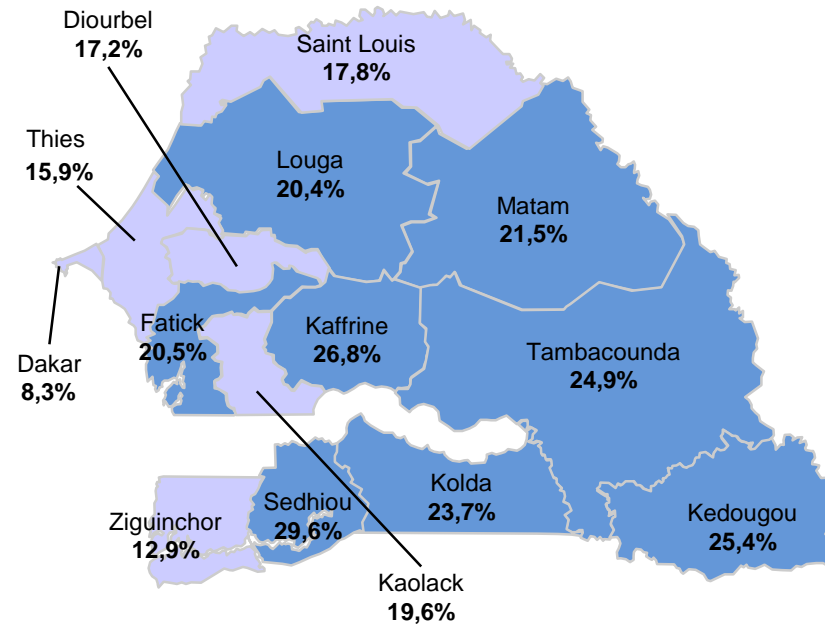 Diourbel
17,2%
Saint Louis
17,8%
Thies
15,9%
Louga
20,4%
Matam
21,5%
Fatick
20,5%
Kaffrine
26,8%
Tambacounda
24,9%
Dakar
8,3%
Kolda
23,7%
Sedhiou
29,6%
Ziguinchor
12,9%
Kedougou
25,4%
Kaolack
19,6%